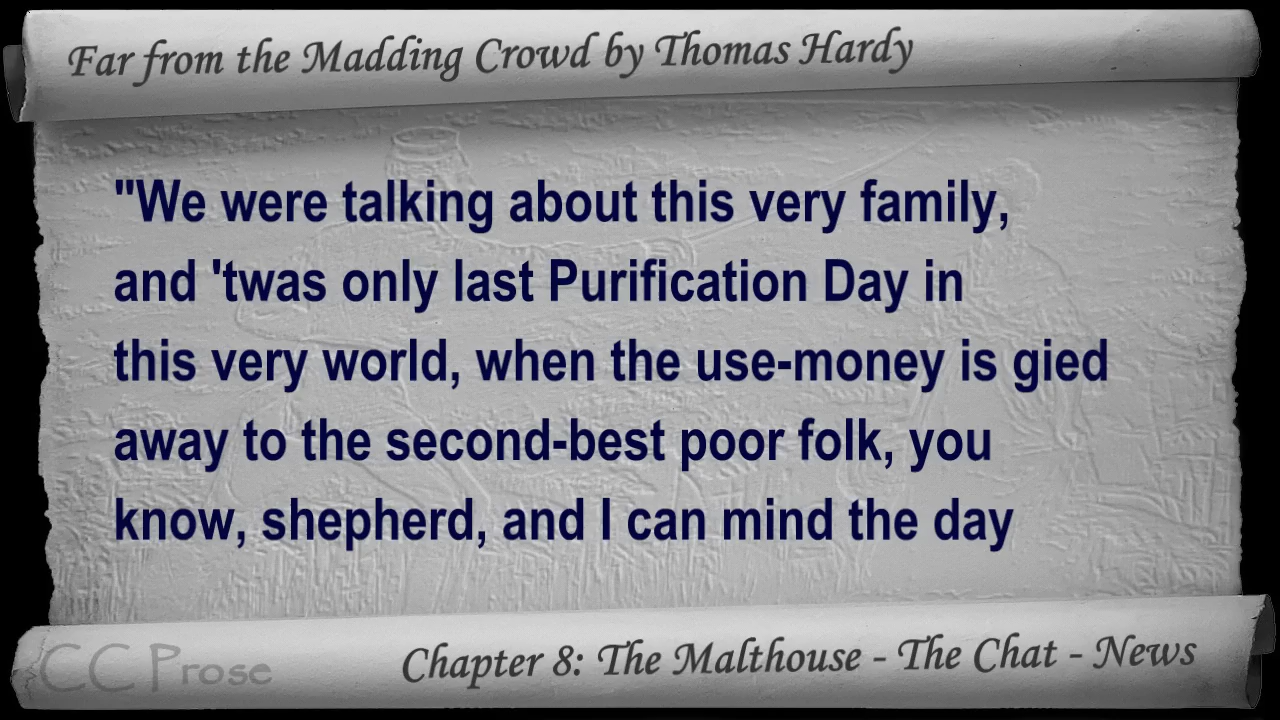 Far from the Madding Crowd by Thomas Hardy
"We were talking about this very family,
and 'twas only last Purification Day in
this very world, when the use-money is gied
away to the second-best poor folk, you
know, shepherd, and I can mind the day
CC Prose
Chapter 8: The Malthouse - The Chat - News